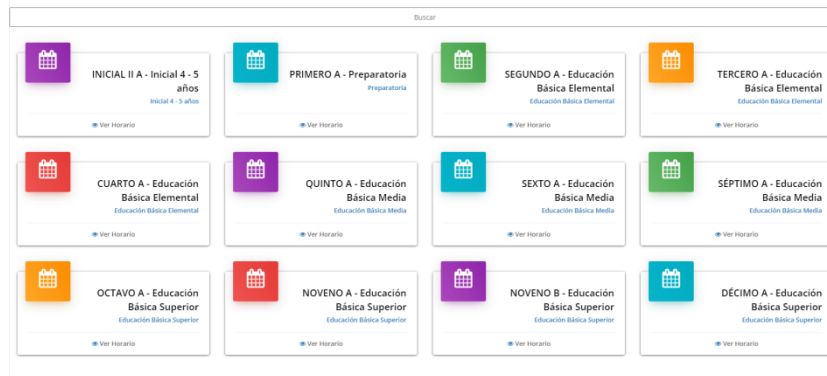 Buscar
INICIAL II A - Inicial 4 - 5
años
Inicial 4 - 5 años
Ver Horario
PRIMERO A - Preparatoria
Preparatoria
Ver Horario
SEGUNDO A - Educación
Básica Elemental
Educación Básica Elemental
Ver Horario
TERCERO A - Educación
Básica Elemental
Educación Básica Elemental
Ver Horario
CUARTO A - Educación
Básica Elemental
Educación Básica Elemental
Ver Horario
QUINTO A - Educación
Básica Media
Educación Básica Media
Ver Horario
SEXTO A - Educación
Básica Media
Educación Básica Media
Ver Horario
SÉPTIMO A - Educación
Básica Media
Educación Básica Media
Ver Horario
OCTAVO A - Educación
Básica Superior
Educación Básica Superior
Ver Horario
NOVENO A - Educación
Básica Superior
Educación Básica Superior
Ver Horario
NOVENO B - Educación
Básica Superior
Educación Básica Superior
Ver Horario
DÉCIMO A - Educación
Básica Superior
Educación Básica Superior
Ver Horario